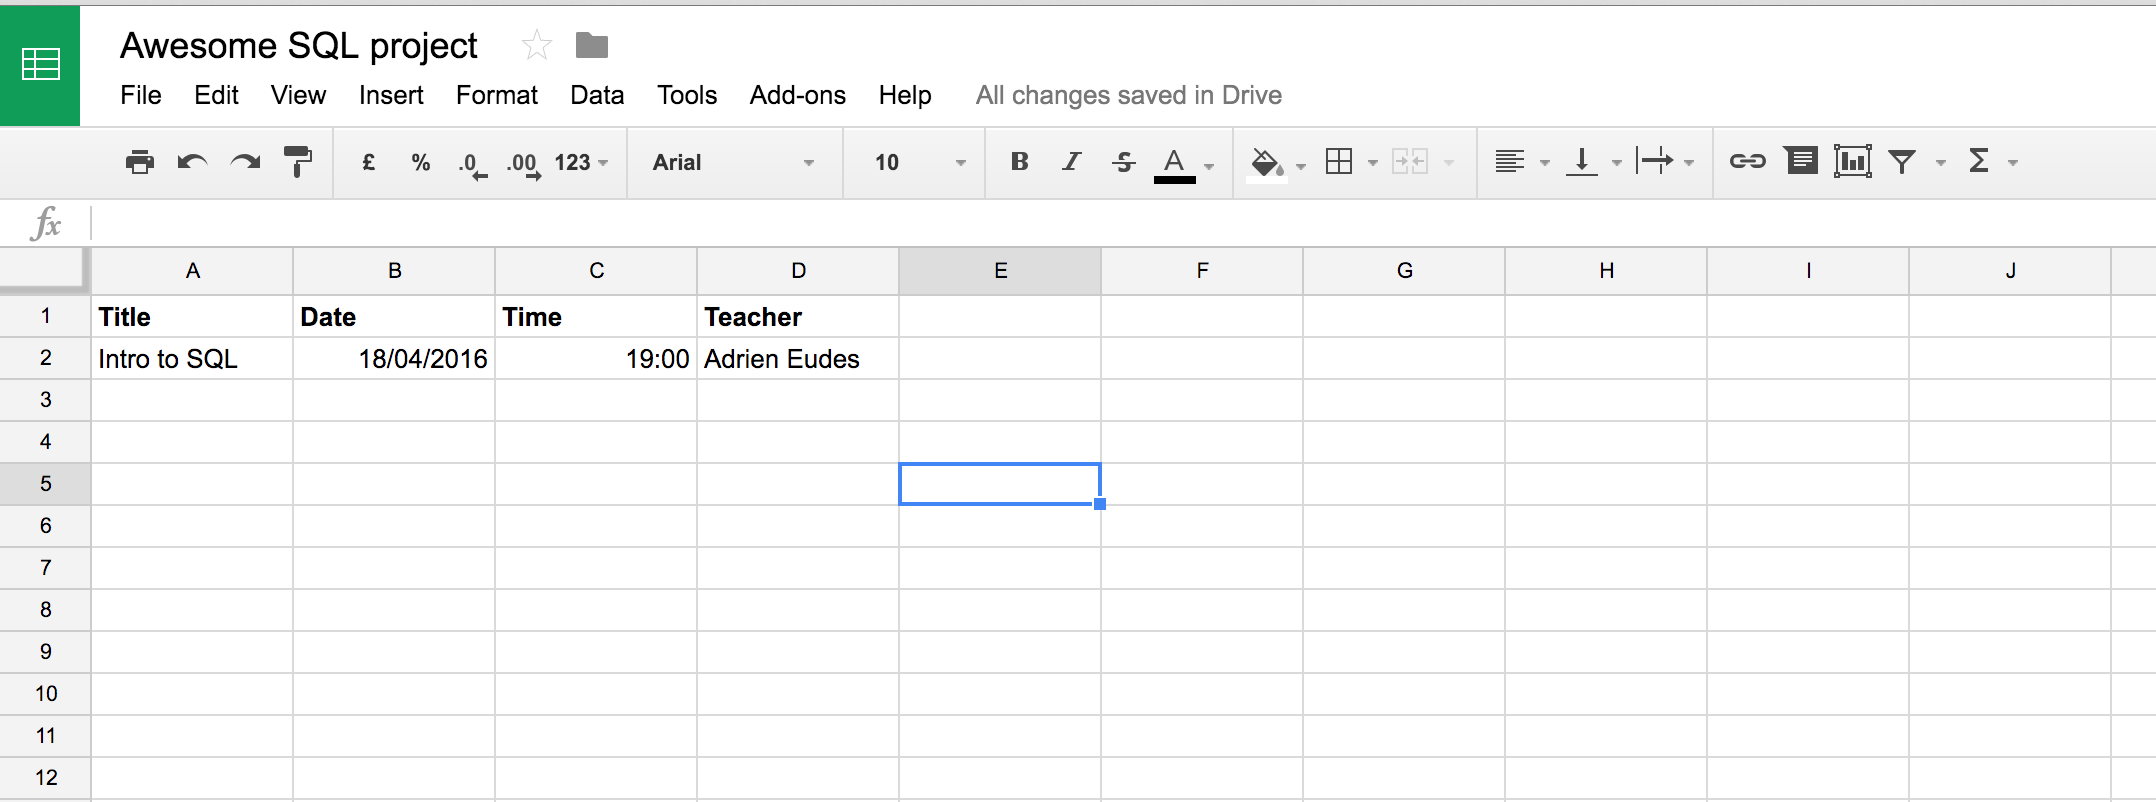 Awesome SQL project
File Edit View Insert Format Data Tools Add-ons Help All changes saved in Drive
£ % .0 .00 123 Arial 10 B I S A Σ
fx
A B C D E F G H I J
1 Title Date Time Teacher
2 Intro to SQL 18/04/2016 19:00 Adrien Eudes
3
4
5
6
7
8
9
10
11
12